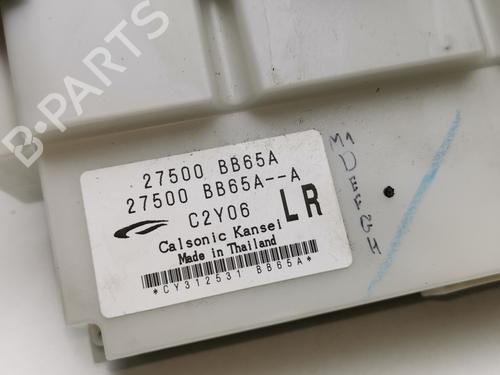 B-PARTS
27500 BB65A
27500 BB65A--A
C2Y06
LR
Calsonic Kansei
Made in Thailand
*CY312531 BB65A*
M1
D E F G H